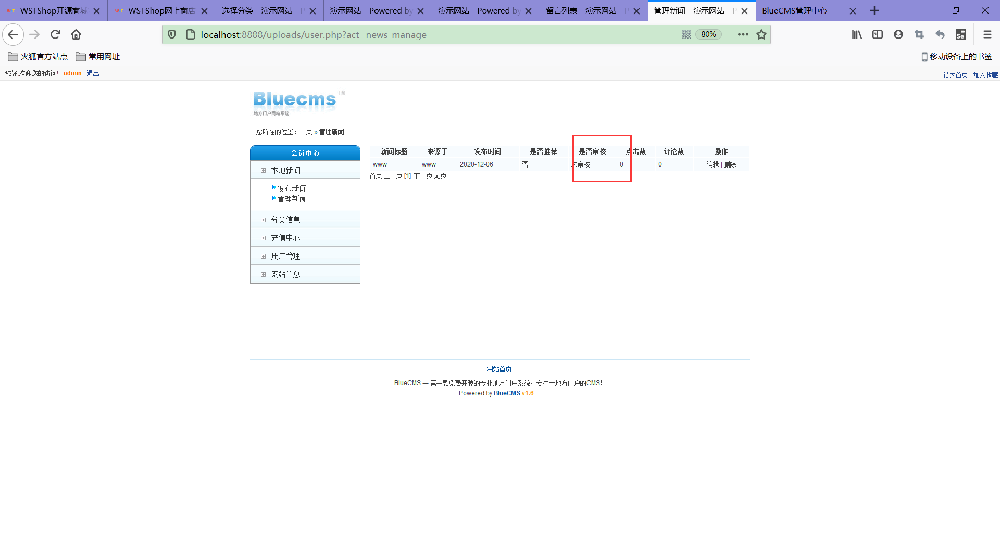 WSTShop开源商城
WSTShop网上商店
选择分类 - 演示网站 - P
演示网站 - Powered by
演示网站 - Powered by
留言列表 - 演示网站 - P
管理新闻 - 演示网站 - P
BlueCMS管理中心
localhost:8888/uploads/user.php?act=news_manage
80%
Se
火狐官方站点
常用网址
移动设备上的书签
您好,欢迎您的访问! admin 退出
设为首页 加入收藏
Bluecms TM
地方门户网站系统
您所在的位置：首页 » 管理新闻
会员中心
本地新闻
发布新闻
管理新闻
分类信息
充值中心
用户管理
网站信息
新闻标题 来源于 发布时间 是否推荐 是否审核 点击数 评论数 操作
www www 2020-12-06 否 未审核 0 0 编辑 | 删除
首页 上一页 [1] 下一页 尾页
网站首页
BlueCMS — 第一款免费开源的专业地方门户系统，专注于地方门户的CMS!
Powered by BlueCMS v1.6